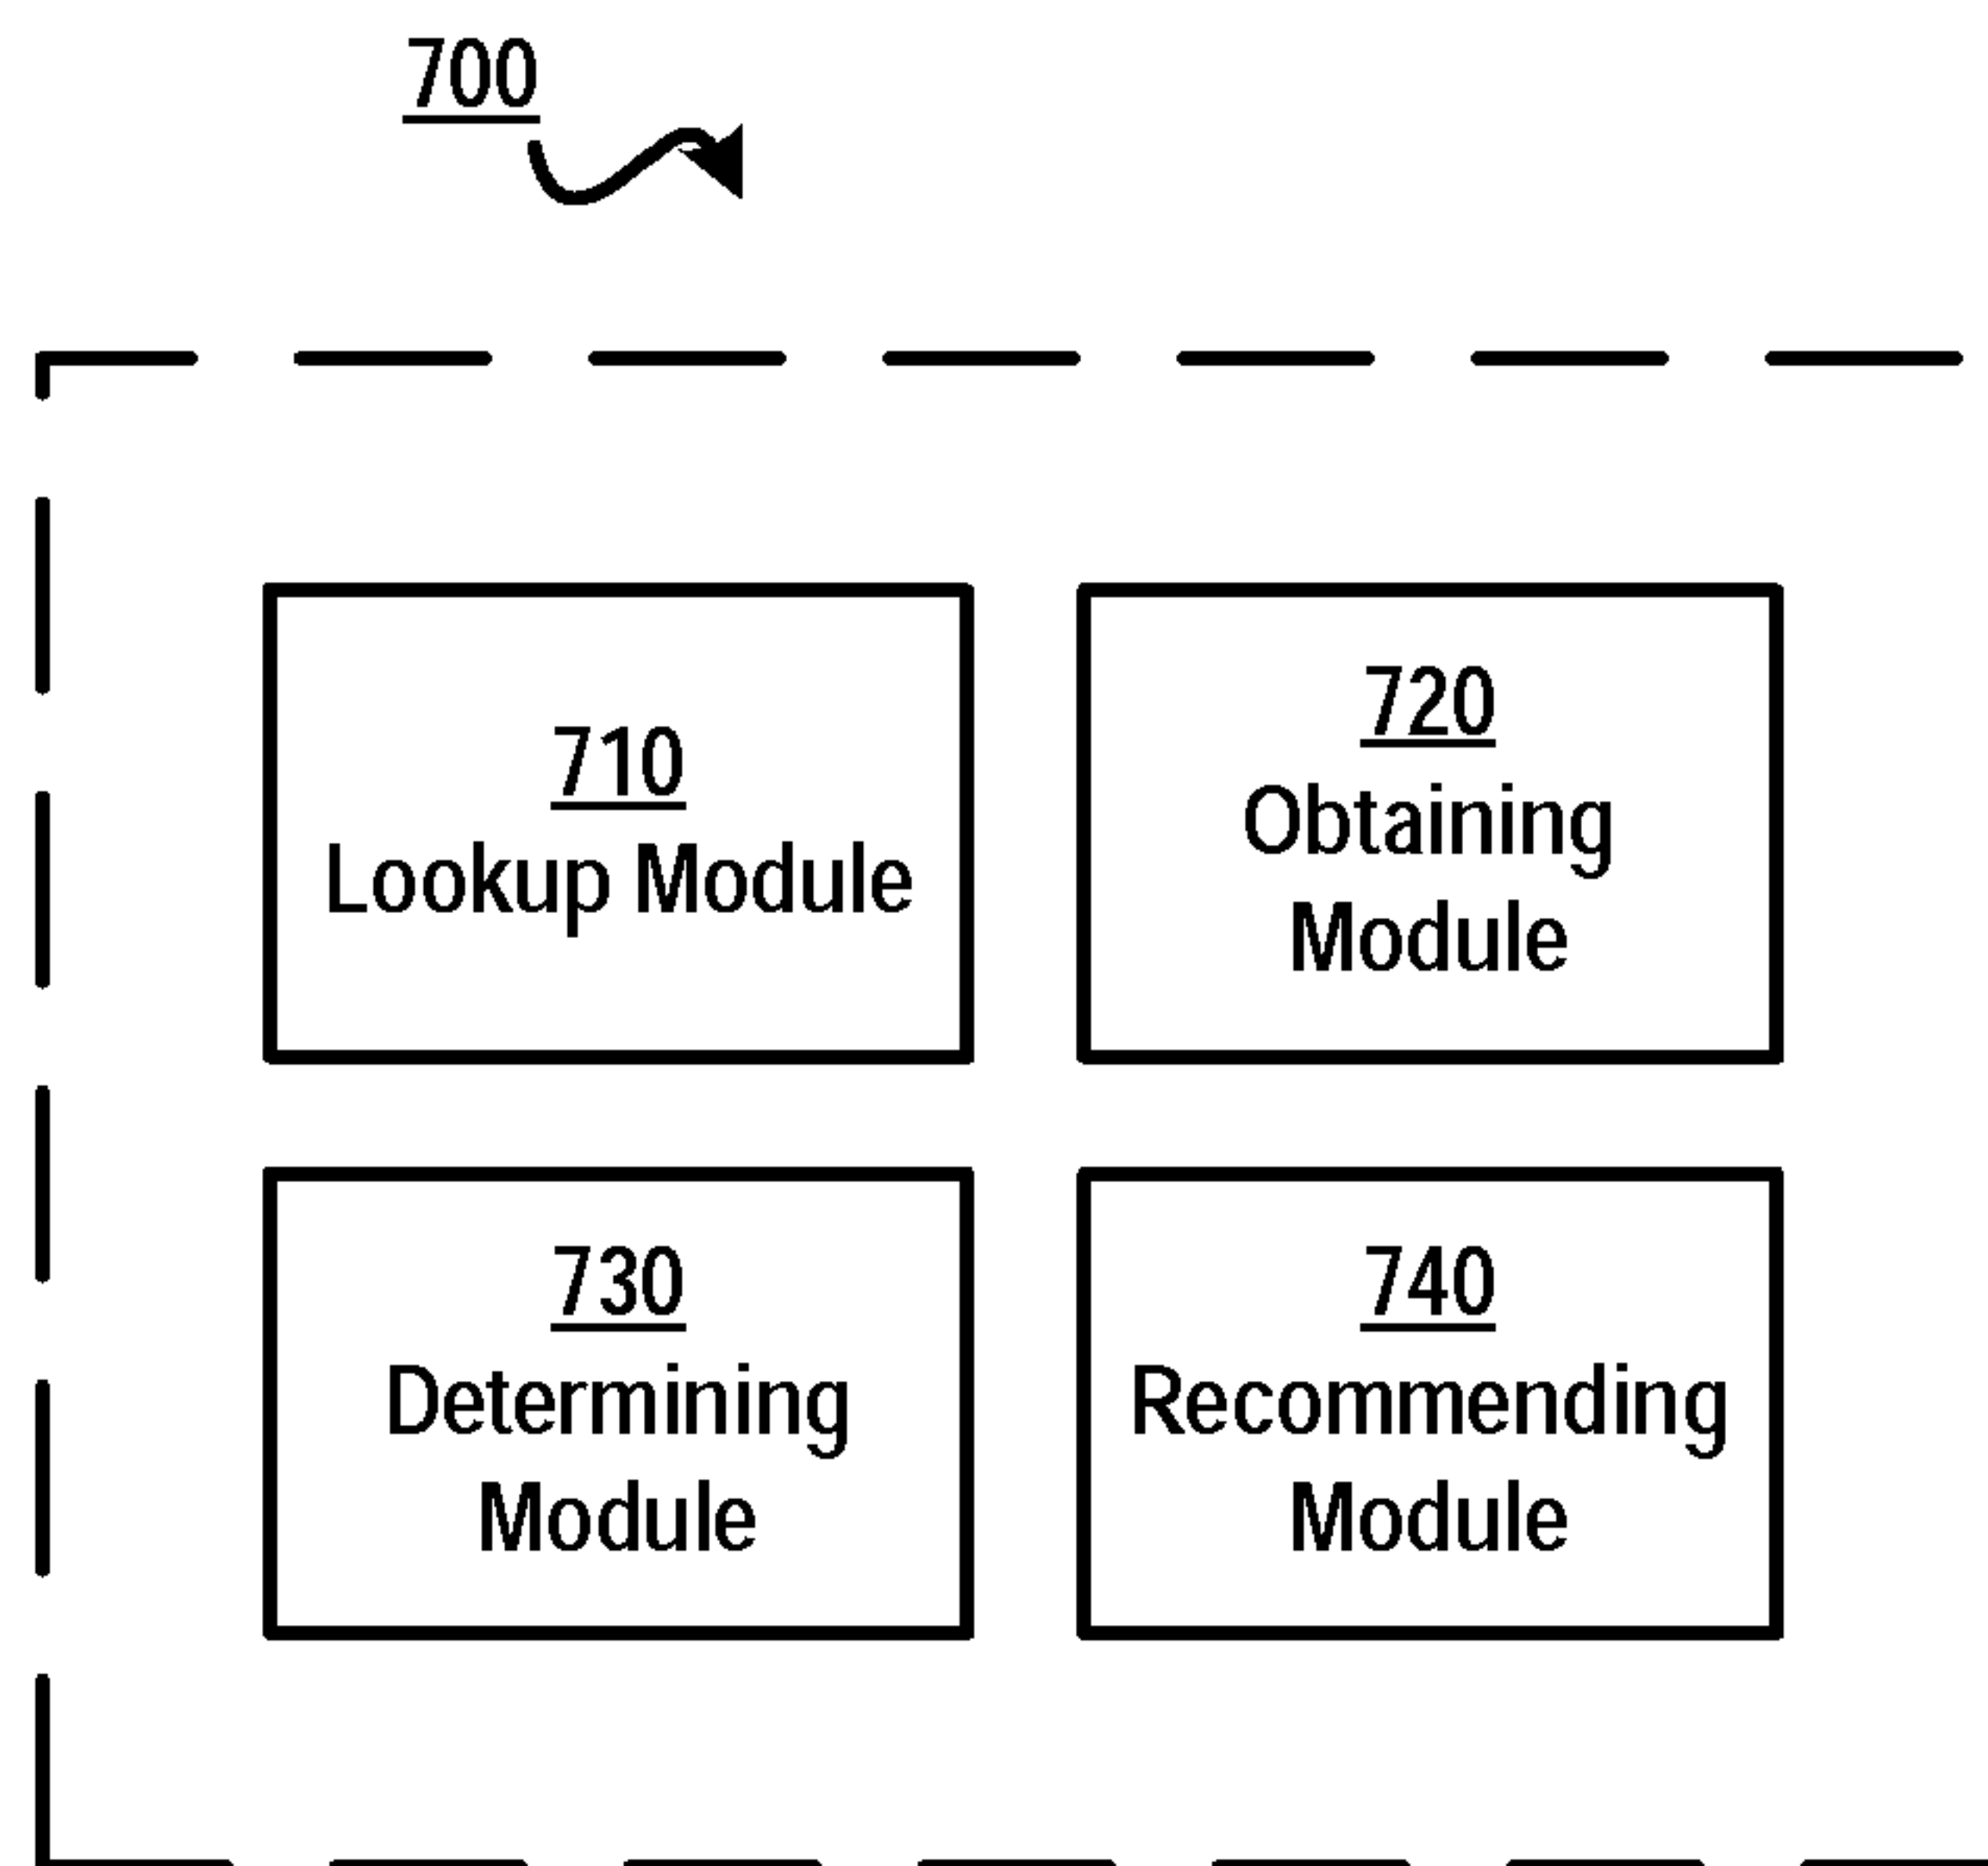 700
710
Lookup Module
720
Obtaining
Module
730
Determining
Module
740
Recommending
Module